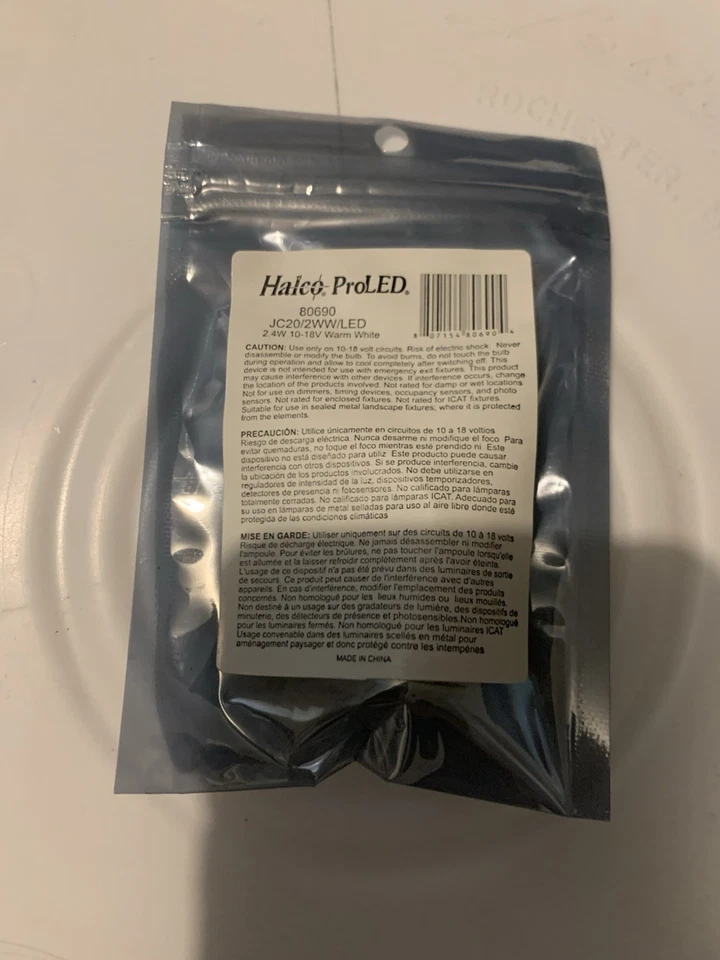 ROCHESTER,
Halco® ProLED®
80690
JC20/2WW/LED
2.4W 10-18V Warm White
8 07154 80690 4
CAUTION: Use only on 10-18 volt circuits. Risk of electric shock. Never
disassemble or modify the bulb. To avoid burns, do not touch the bulb
during operation and allow to cool completely after switching off. This
device is not intended for use with emergency exit fixtures. This product
may cause interference with other devices. If interference occurs, change
the location of the products involved. Not rated for damp or wet locations
Not for use on dimmers, timing devices, occupancy sensors, and photo
sensors. Not rated for enclosed fixtures. Not rated for ICAT fixtures.
Suitable for use in sealed metal landscape fixtures; where it is protected
from the elements.
PRECAUCIÓN: Utilice únicamente en circuitos de 10 a 18 voltios
Riesgo de descarga eléctrica. Nunca desarme ni modifique el foco Para
evitar quemaduras, no toque el foco mientras esté prendido ni Este
dispositivo no está diseñado para utiliz Este producto puede causar
interferencia con otros dispositivos. Si se produce interferencia, cambie
la ubicación de los productos involucrados. No debe utilizarse en
reguladores de intensidad de la luz, dispositivos temporizadores,
detectores de presencia ni fotosensores. No calificado para lámparas
totalmente cerradas. No calificado para lámparas ICAT. Adecuado para
su uso en lámparas de metal selladas para uso al aire libre donde esté
protegida de las condiciones climáticas
MISE EN GARDE: Utiliser uniquement sur des circuits de 10 à 18 volts
Risque de décharge électrique. Ne jamais désassembler ni modifier
l'ampoule. Pour éviter les brûlures, ne pas toucher l'ampoule lorsqu'elle
est allumée et la laisser refroidir complètement après l'avoir éteinte.
L'usage de ce dispositif n'a pas été prévu dans des luminaires de sortie
de secours. Ce produit peut causer de l'interférence avec d'autres
appareils. En cas d'interférence, modifier l'emplacement des produits
concernés. Non homologué pour les lieux humides ou lieux mouillés.
Non destiné à un usage sur des gradateurs de lumière, des dispositifs de
minuterie, des détecteurs de présence et photosensibles.Non homologué
pour les luminaires fermés. Non homologué pour les luminaires ICAT
Usage convenable dans des luminaires scellés en métal pour
aménagement paysager et donc protégé contre les intempéries
MADE IN CHINA